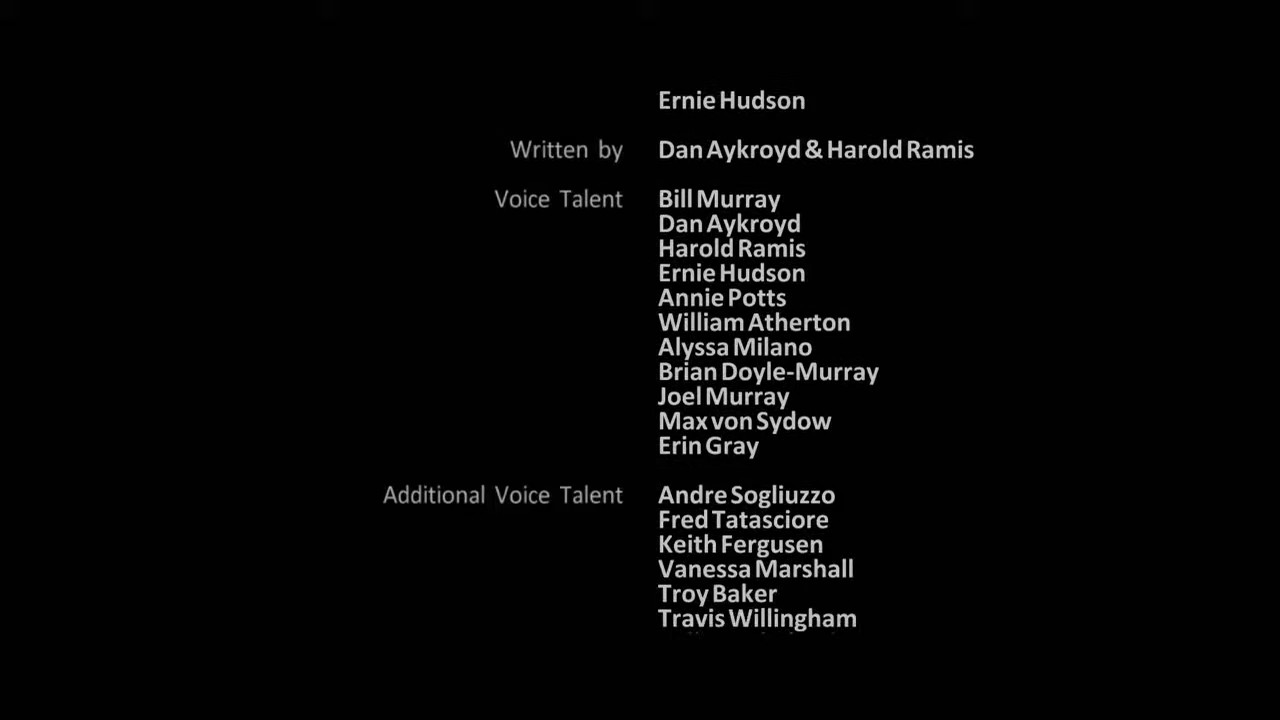 Ernie Hudson
Written by Dan Aykroyd & Harold Ramis
Voice Talent Bill Murray
Dan Aykroyd
Harold Ramis
Ernie Hudson
Annie Potts
William Atherton
Alyssa Milano
Brian Doyle-Murray
Joel Murray
Max von Sydow
Erin Gray
Additional Voice Talent Andre Sogliuzzo
Fred Tatasciore
Keith Fergusen
Vanessa Marshall
Troy Baker
Travis Willingham